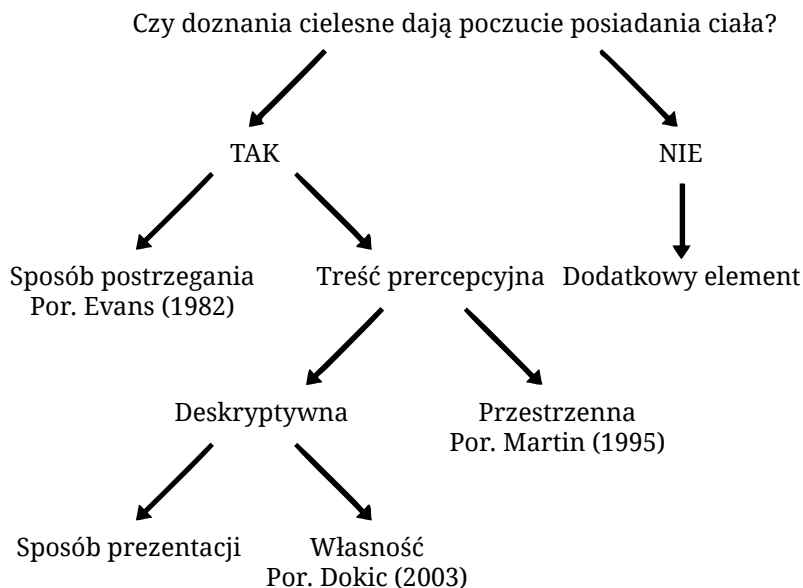 Czy doznania cielesne dają poczucie posiadania ciała?
TAK
NIE
Sposób postrzegania
Por. Evans (1982)
Treść prercepcyjna
Dodatkowy element
Deskryptywna
Przestrzenna
Por. Martin (1995)
Sposób prezentacji
Własność
Por. Dokic (2003)